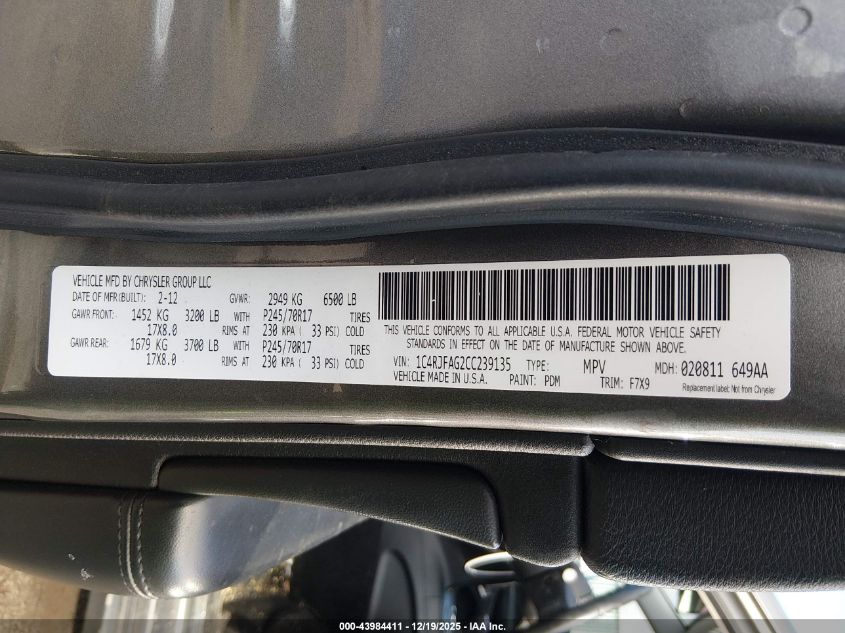 VEHICLE MFD BY CHRYSLER GROUP LLC
DATE OF MFR(BUILT): 2-12 GVWR: 2949 KG 6500 LB
GAWR FRONT: 1452 KG 3200 LB WITH P245/70R17 TIRES
17X8.0 RIMS AT 230 KPA ( 33 PSI) COLD
GAWR REAR: 1679 KG 3700 LB WITH P245/70R17 TIRES
17X8.0 RIMS AT 230 KPA ( 33 PSI) COLD
THIS VEHICLE CONFORMS TO ALL APPLICABLE U.S.A. FEDERAL MOTOR VEHICLE SAFETY
STANDARDS IN EFFECT ON THE DATE OF MANUFACTURE SHOWN ABOVE.
VIN: 1C4RJFAG2CC239135 TYPE: MPV MDH: 020811 649AA
VEHICLE MADE IN U.S.A. PAINT: PDM TRIM: F7X9 Replacement label: Not from Chrysler
000-43984411 - 12/19/2025 - IAA Inc.